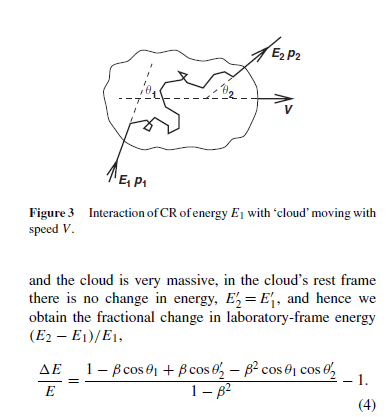 E₂ p₂
θ₁
θ₂
V
E₁ p₁
Figure 3 Interaction of CR of energy E₁ with ‘cloud’ moving with
speed V.
and the cloud is very massive, in the cloud’s rest frame
there is no change in energy, E′₂ = E′₁, and hence we
obtain the fractional change in laboratory-frame energy
(E₂ − E₁)/E₁,
ΔE/E = (1 − β cos θ₁ + β cos θ′₂ − β² cos θ₁ cos θ′₂)/(1 − β²) − 1.
(4)